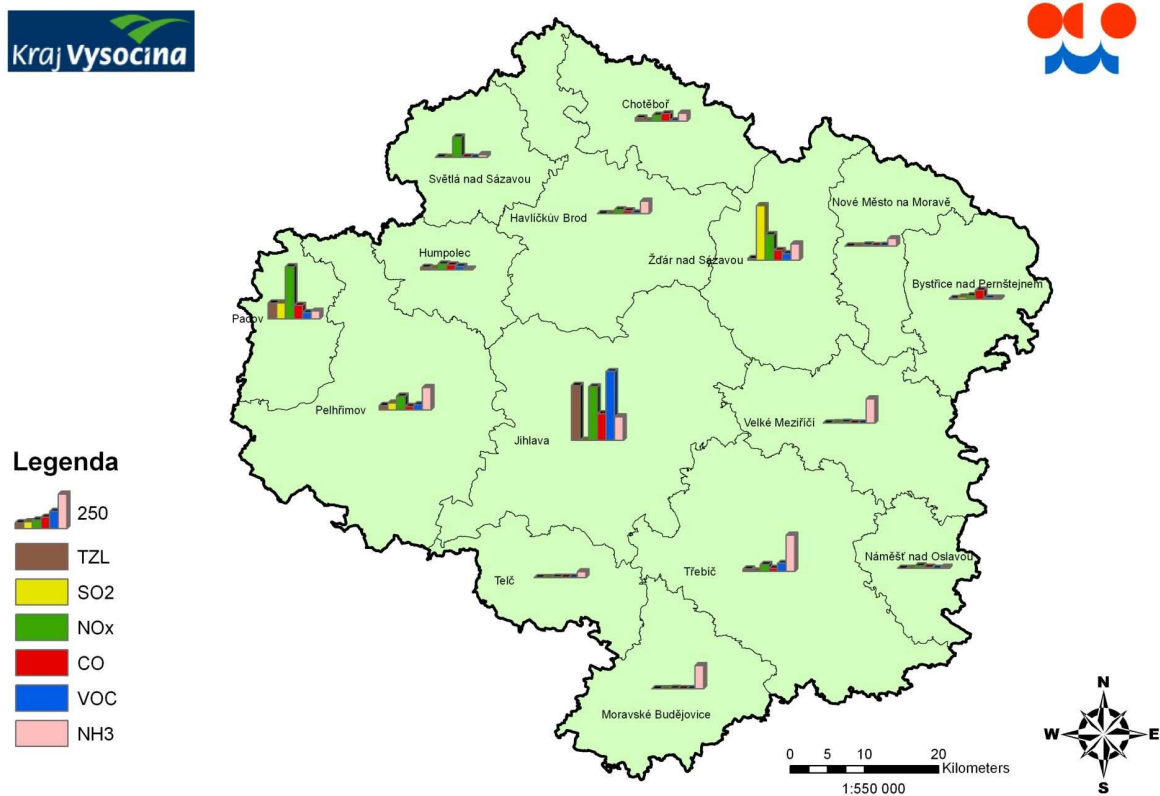 Kraj Vysočina
Chotěboř
Světlá nad Sázavou
Nové Město na Moravě
Havlíčkův Brod
Humpolec
Žďár nad Sázavou
Bystřice nad Pernštejnem
Pacov
Pelhřimov
Velké Meziříčí
Jihlava
Legenda
250
TZL
SO2
NOx
CO
VOC
NH3
Náměšť nad Oslavou
Třebíč
Telč
Moravské Budějovice
N
W
E
S
0 5 10 20
Kilometers
1:550 000